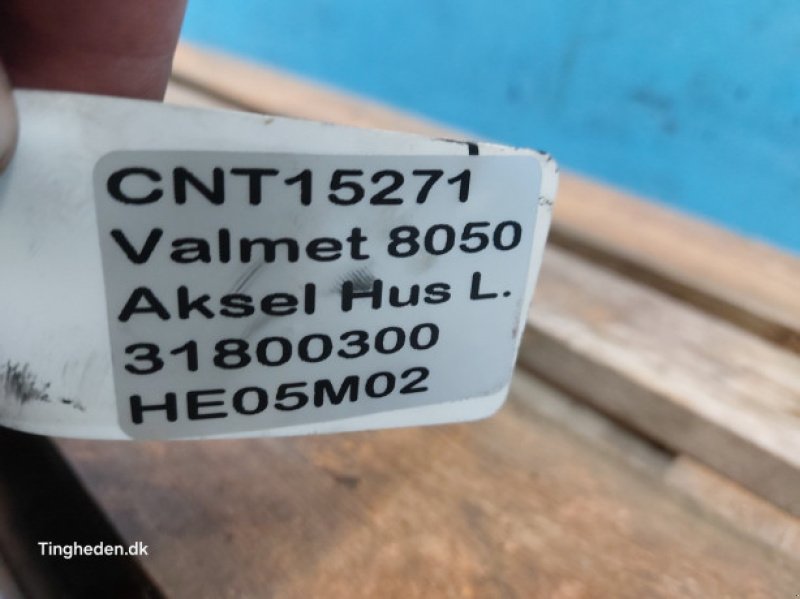 CNT15271
Valmet 8050
Aksel Hus L.
31800300
HE05M02
Tingheden.dk